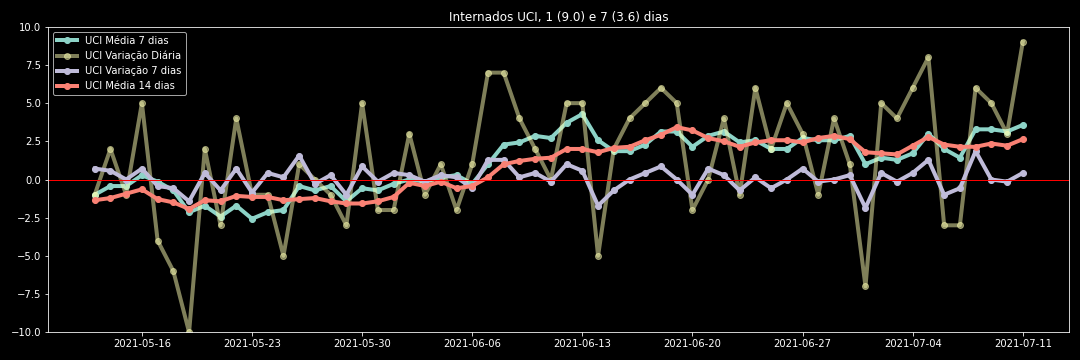 Internados UCI, 1 (9.0) e 7 (3.6) dias
UCI Média 7 dias
UCI Variação Diária
UCI Variação 7 dias
UCI Média 14 dias
10.0
7.5
5.0
2.5
0.0
−2.5
−5.0
−7.5
−10.0
2021-05-16 2021-05-23 2021-05-30 2021-06-06 2021-06-13 2021-06-20 2021-06-27 2021-07-04 2021-07-11